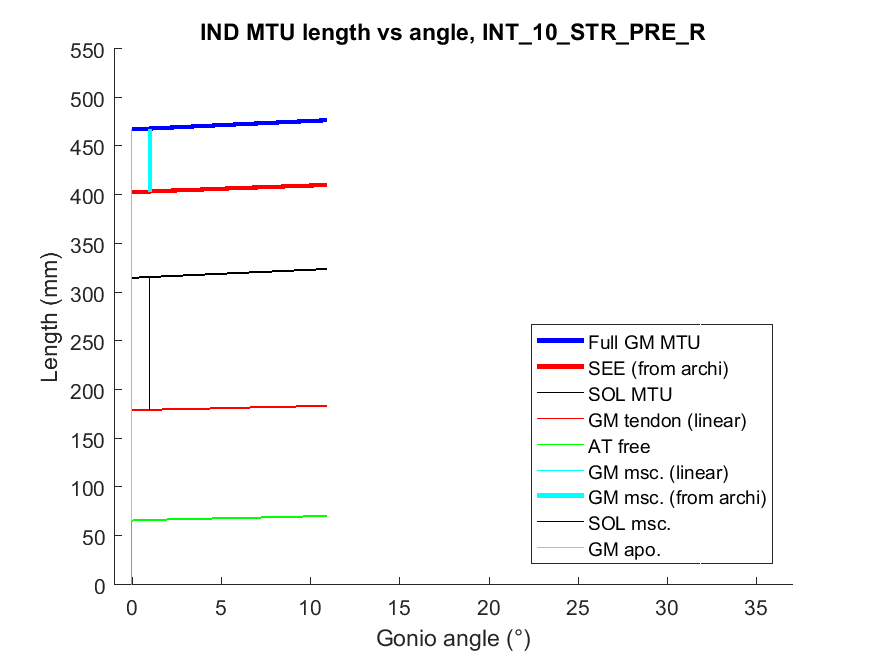 IND MTU length vs angle, INT_10_STR_PRE_R
550
500
450
400
350
300
250
200
150
100
50
0
Length (mm)
Full GM MTU
SEE (from archi)
SOL MTU
GM tendon (linear)
AT free
GM msc. (linear)
GM msc. (from archi)
SOL msc.
GM apo.
0 5 10 15 20 25 30 35
Gonio angle (°)